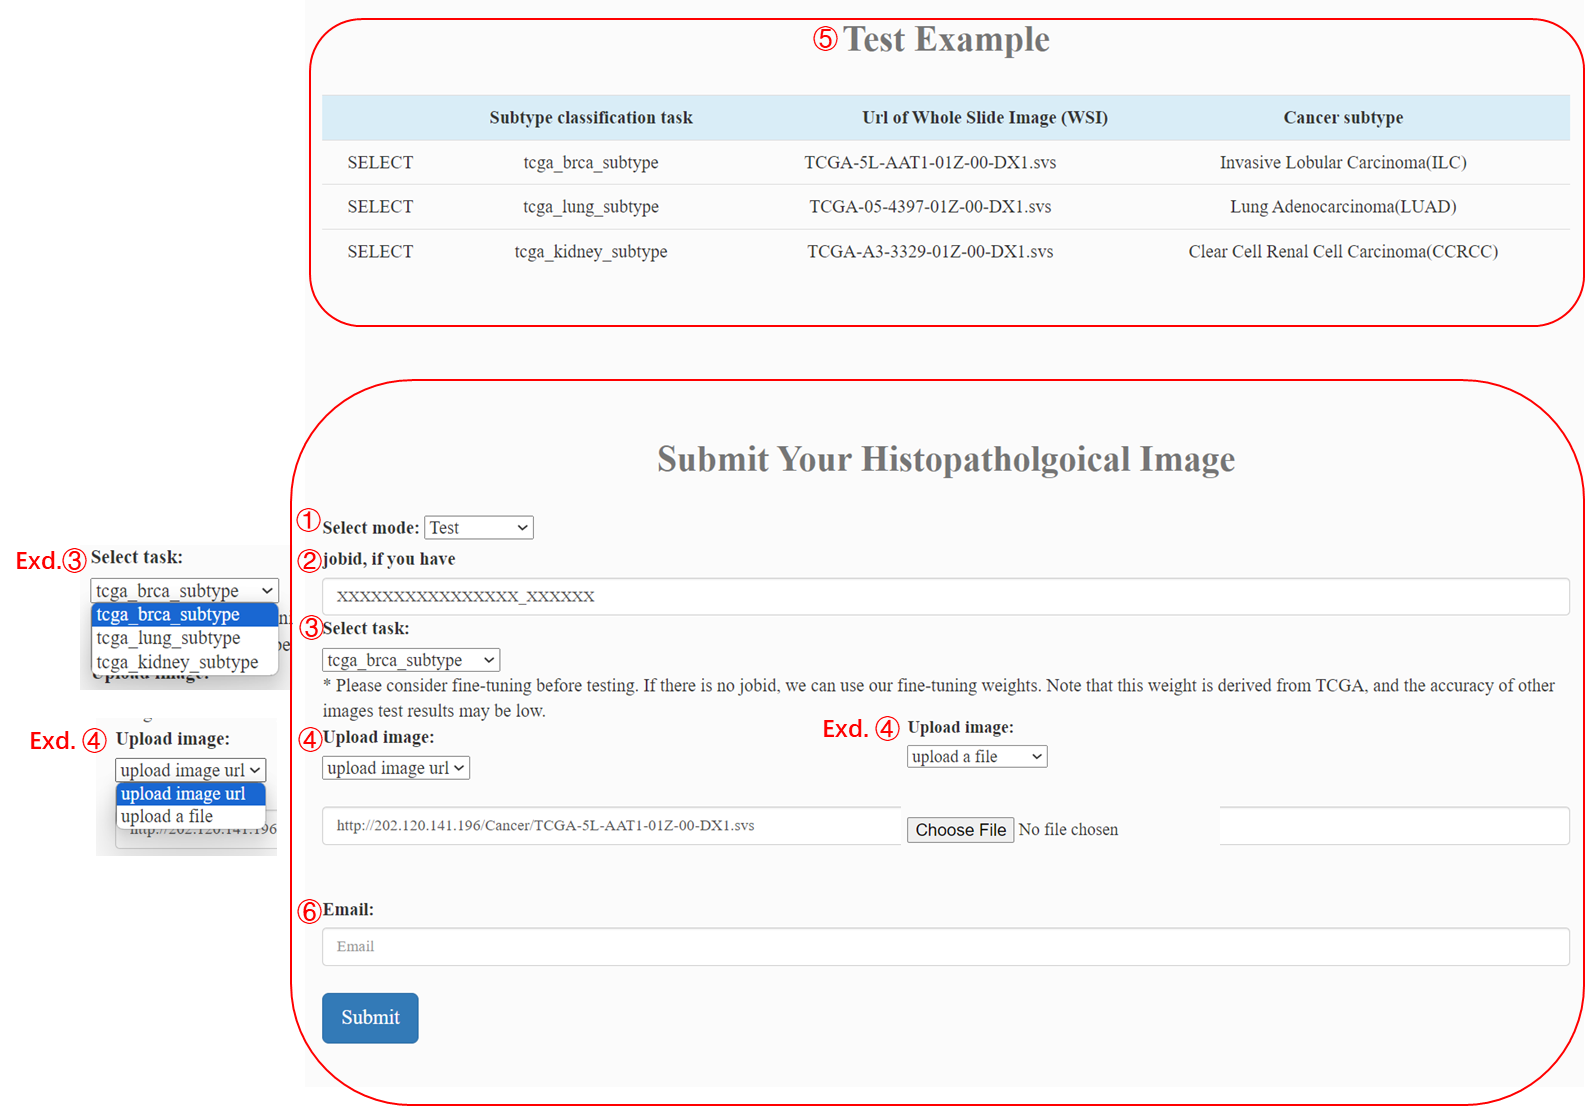 ⑤ Test Example
Subtype classification task Url of Whole Slide Image (WSI) Cancer subtype
SELECT tcga_brca_subtype TCGA-5L-AAT1-01Z-00-DX1.svs Invasive Lobular Carcinoma(ILC)
SELECT tcga_lung_subtype TCGA-05-4397-01Z-00-DX1.svs Lung Adenocarcinoma(LUAD)
SELECT tcga_kidney_subtype TCGA-A3-3329-01Z-00-DX1.svs Clear Cell Renal Cell Carcinoma(CCRCC)
Submit Your Histopatholgoical Image
① Select mode: Test
② jobid, if you have
XXXXXXXXXXXXXXXX_XXXXXX
③ Select task:
tcga_brca_subtype
* Please consider fine-tuning before testing. If there is no jobid, we can use our fine-tuning weights. Note that this weight is derived from TCGA, and the accuracy of other
images test results may be low.
④ Upload image:
upload image url
http://202.120.141.196/Cancer/TCGA-5L-AAT1-01Z-00-DX1.svs
Exd. ④ Upload image:
upload a file
Choose File No file chosen
⑥ Email:
Email
Submit
Exd.③ Select task:
tcga_brca_subtype
tcga_brca_subtype
tcga_lung_subtype
tcga_kidney_subtype
Upload image:
Exd. ④ Upload image:
upload image url
upload image url
upload a file
http://202.120.141.196